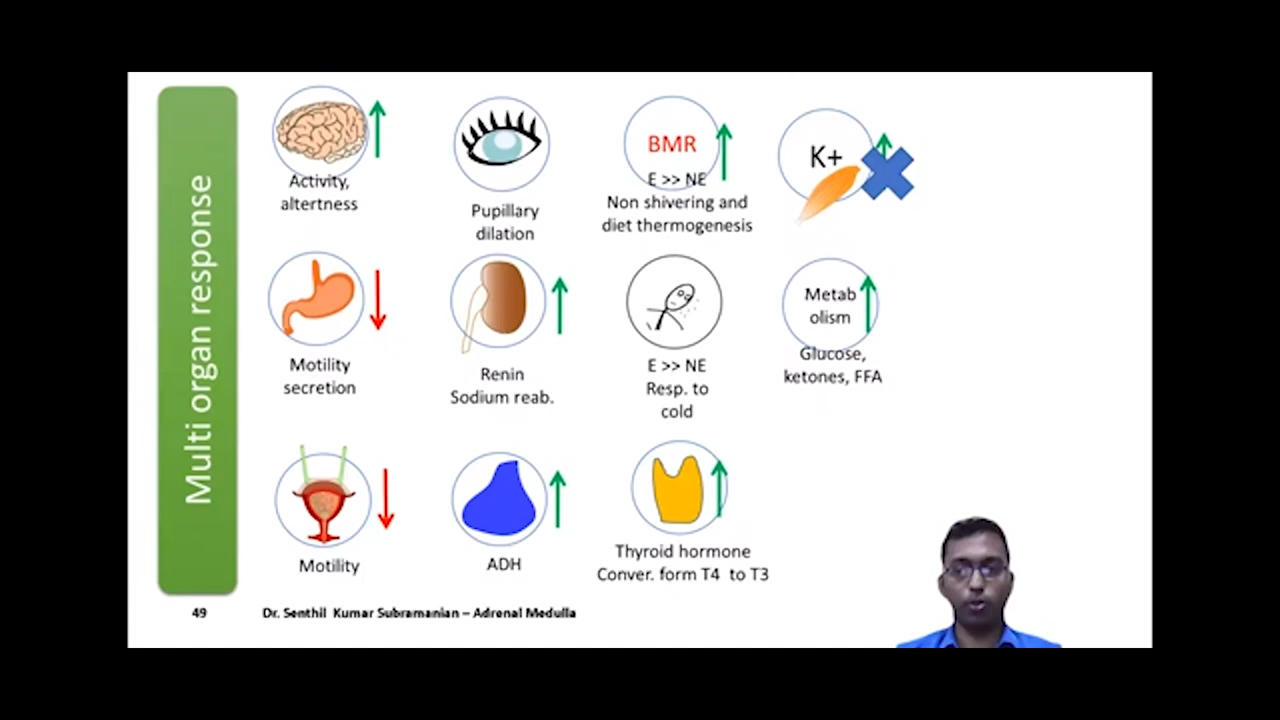 Multi organ response
Activity,
altertness
Pupillary
dilation
BMR
E >> NE
Non shivering and
diet thermogenesis
K+
Motility
secretion
Renin
Sodium reab.
E >> NE
Resp. to
cold
Metab
olism
Glucose,
ketones, FFA
Motility
ADH
Thyroid hormone
Conver. form T4 to T3
49
Dr. Senthil Kumar Subramanian – Adrenal Medulla